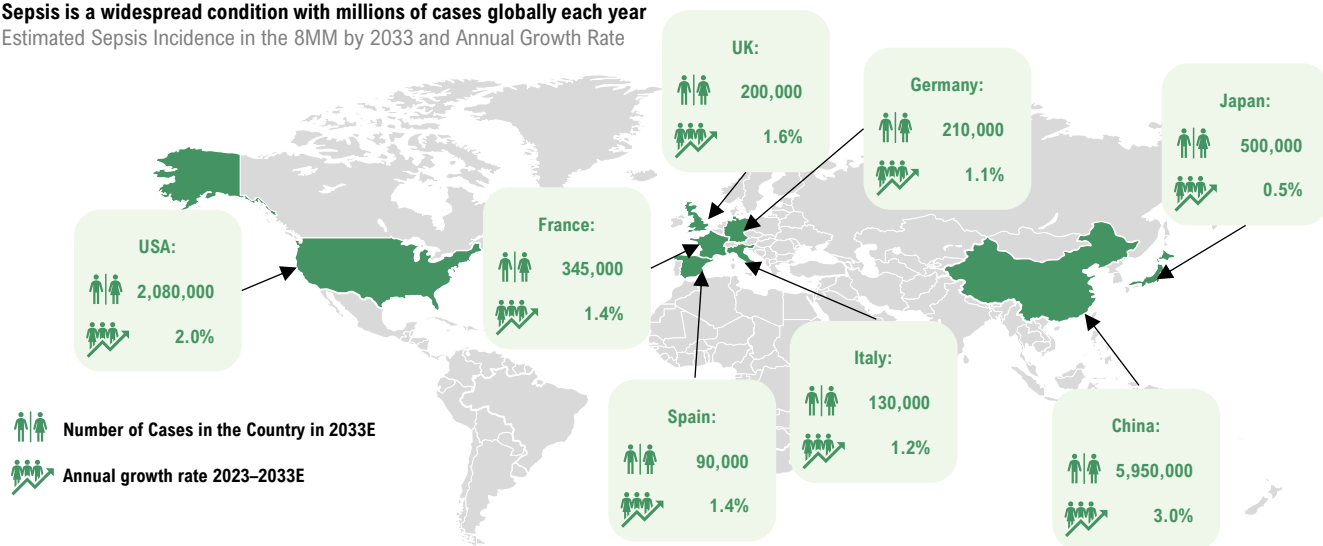 Sepsis is a widespread condition with millions of cases globally each year
Estimated Sepsis Incidence in the 8MM by 2033 and Annual Growth Rate
UK:
200,000
1.6%
Germany:
210,000
1.1%
Japan:
500,000
0.5%
France:
345,000
1.4%
USA:
2,080,000
2.0%
Italy:
130,000
1.2%
Spain:
90,000
1.4%
China:
5,950,000
3.0%
Number of Cases in the Country in 2033E
Annual growth rate 2023–2033E